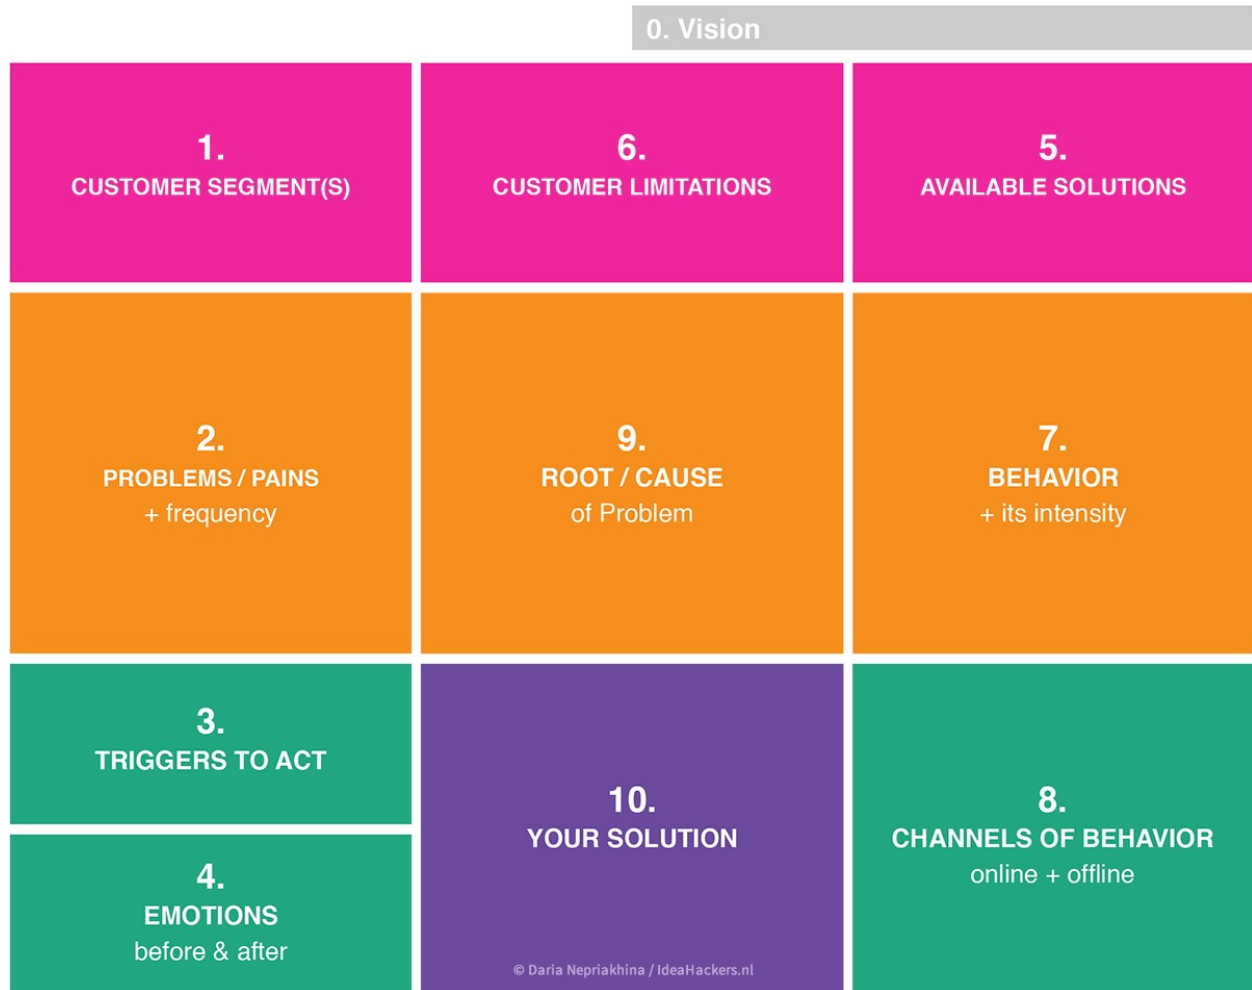 0. Vision
1.
CUSTOMER SEGMENT(S)
6.
CUSTOMER LIMITATIONS
5.
AVAILABLE SOLUTIONS
2.
PROBLEMS / PAINS
+ frequency
9.
ROOT / CAUSE
of Problem
7.
BEHAVIOR
+ its intensity
3.
TRIGGERS TO ACT
4.
EMOTIONS
before & after
10.
YOUR SOLUTION
© Daria Nepriakhina / IdeaHackers.nl
8.
CHANNELS OF BEHAVIOR
online + offline